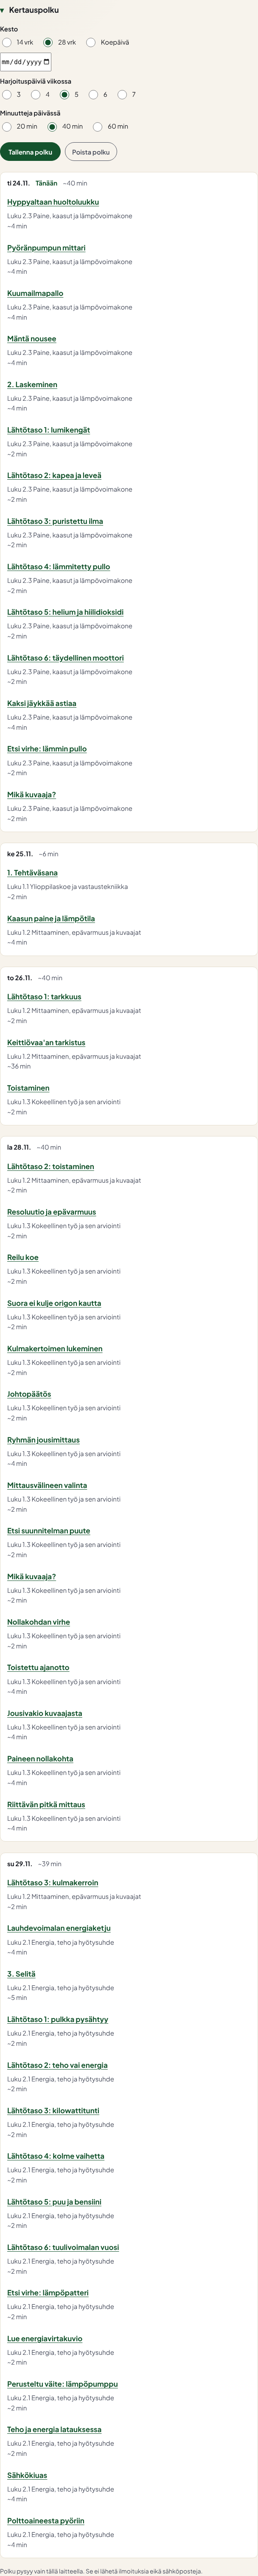 ▾ Kertauspolku
Kesto
14 vrk 28 vrk Koepäivä
mm/dd/yyyy
Harjoituspäiviä viikossa
3 4 5 6 7
Minuutteja päivässä
20 min 40 min 60 min
Tallenna polku Poista polku
ti 24.11. Tänään ~40 min
Hyppyaltaan huoltoluukku
Luku 2.3 Paine, kaasut ja lämpövoimakone
~4 min
Pyöränpumpun mittari
Luku 2.3 Paine, kaasut ja lämpövoimakone
~4 min
Kuumailmapallo
Luku 2.3 Paine, kaasut ja lämpövoimakone
~4 min
Mäntä nousee
Luku 2.3 Paine, kaasut ja lämpövoimakone
~4 min
2. Laskeminen
Luku 2.3 Paine, kaasut ja lämpövoimakone
~4 min
Lähtötaso 1: lumikengät
Luku 2.3 Paine, kaasut ja lämpövoimakone
~2 min
Lähtötaso 2: kapea ja leveä
Luku 2.3 Paine, kaasut ja lämpövoimakone
~2 min
Lähtötaso 3: puristettu ilma
Luku 2.3 Paine, kaasut ja lämpövoimakone
~2 min
Lähtötaso 4: lämmitetty pullo
Luku 2.3 Paine, kaasut ja lämpövoimakone
~2 min
Lähtötaso 5: helium ja hiilidioksidi
Luku 2.3 Paine, kaasut ja lämpövoimakone
~2 min
Lähtötaso 6: täydellinen moottori
Luku 2.3 Paine, kaasut ja lämpövoimakone
~2 min
Kaksi jäykkää astiaa
Luku 2.3 Paine, kaasut ja lämpövoimakone
~4 min
Etsi virhe: lämmin pullo
Luku 2.3 Paine, kaasut ja lämpövoimakone
~2 min
Mikä kuvaaja?
Luku 2.3 Paine, kaasut ja lämpövoimakone
~2 min
ke 25.11. ~6 min
1. Tehtäväsana
Luku 1.1 Ylioppilaskoe ja vastaustekniikka
~2 min
Kaasun paine ja lämpötila
Luku 1.2 Mittaaminen, epävarmuus ja kuvaajat
~4 min
to 26.11. ~40 min
Lähtötaso 1: tarkkuus
Luku 1.2 Mittaaminen, epävarmuus ja kuvaajat
~2 min
Keittiövaa'an tarkistus
Luku 1.2 Mittaaminen, epävarmuus ja kuvaajat
~36 min
Toistaminen
Luku 1.3 Kokeellinen työ ja sen arviointi
~2 min
la 28.11. ~40 min
Lähtötaso 2: toistaminen
Luku 1.2 Mittaaminen, epävarmuus ja kuvaajat
~2 min
Resoluutio ja epävarmuus
Luku 1.3 Kokeellinen työ ja sen arviointi
~2 min
Reilu koe
Luku 1.3 Kokeellinen työ ja sen arviointi
~2 min
Suora ei kulje origon kautta
Luku 1.3 Kokeellinen työ ja sen arviointi
~2 min
Kulmakertoimen lukeminen
Luku 1.3 Kokeellinen työ ja sen arviointi
~2 min
Johtopäätös
Luku 1.3 Kokeellinen työ ja sen arviointi
~2 min
Ryhmän jousimittaus
Luku 1.3 Kokeellinen työ ja sen arviointi
~4 min
Mittausvälineen valinta
Luku 1.3 Kokeellinen työ ja sen arviointi
~2 min
Etsi suunnitelman puute
Luku 1.3 Kokeellinen työ ja sen arviointi
~2 min
Mikä kuvaaja?
Luku 1.3 Kokeellinen työ ja sen arviointi
~2 min
Nollakohdan virhe
Luku 1.3 Kokeellinen työ ja sen arviointi
~2 min
Toistettu ajanotto
Luku 1.3 Kokeellinen työ ja sen arviointi
~4 min
Jousivakio kuvaajasta
Luku 1.3 Kokeellinen työ ja sen arviointi
~4 min
Paineen nollakohta
Luku 1.3 Kokeellinen työ ja sen arviointi
~4 min
Riittävän pitkä mittaus
Luku 1.3 Kokeellinen työ ja sen arviointi
~4 min
su 29.11. ~39 min
Lähtötaso 3: kulmakerroin
Luku 1.2 Mittaaminen, epävarmuus ja kuvaajat
~2 min
Lauhdevoimalan energiaketju
Luku 2.1 Energia, teho ja hyötysuhde
~4 min
3. Selitä
Luku 2.1 Energia, teho ja hyötysuhde
~5 min
Lähtötaso 1: pulkka pysähtyy
Luku 2.1 Energia, teho ja hyötysuhde
~2 min
Lähtötaso 2: teho vai energia
Luku 2.1 Energia, teho ja hyötysuhde
~2 min
Lähtötaso 3: kilowattitunti
Luku 2.1 Energia, teho ja hyötysuhde
~2 min
Lähtötaso 4: kolme vaihetta
Luku 2.1 Energia, teho ja hyötysuhde
~2 min
Lähtötaso 5: puu ja bensiini
Luku 2.1 Energia, teho ja hyötysuhde
~2 min
Lähtötaso 6: tuulivoimalan vuosi
Luku 2.1 Energia, teho ja hyötysuhde
~2 min
Etsi virhe: lämpöpatteri
Luku 2.1 Energia, teho ja hyötysuhde
~2 min
Lue energiavirtakuvio
Luku 2.1 Energia, teho ja hyötysuhde
~2 min
Perusteltu väite: lämpöpumppu
Luku 2.1 Energia, teho ja hyötysuhde
~2 min
Teho ja energia latauksessa
Luku 2.1 Energia, teho ja hyötysuhde
~2 min
Sähkökiuas
Luku 2.1 Energia, teho ja hyötysuhde
~4 min
Polttoaineesta pyöriin
Luku 2.1 Energia, teho ja hyötysuhde
~4 min
Polku pysyy vain tällä laitteella. Se ei lähetä ilmoituksia eikä sähköposteja.